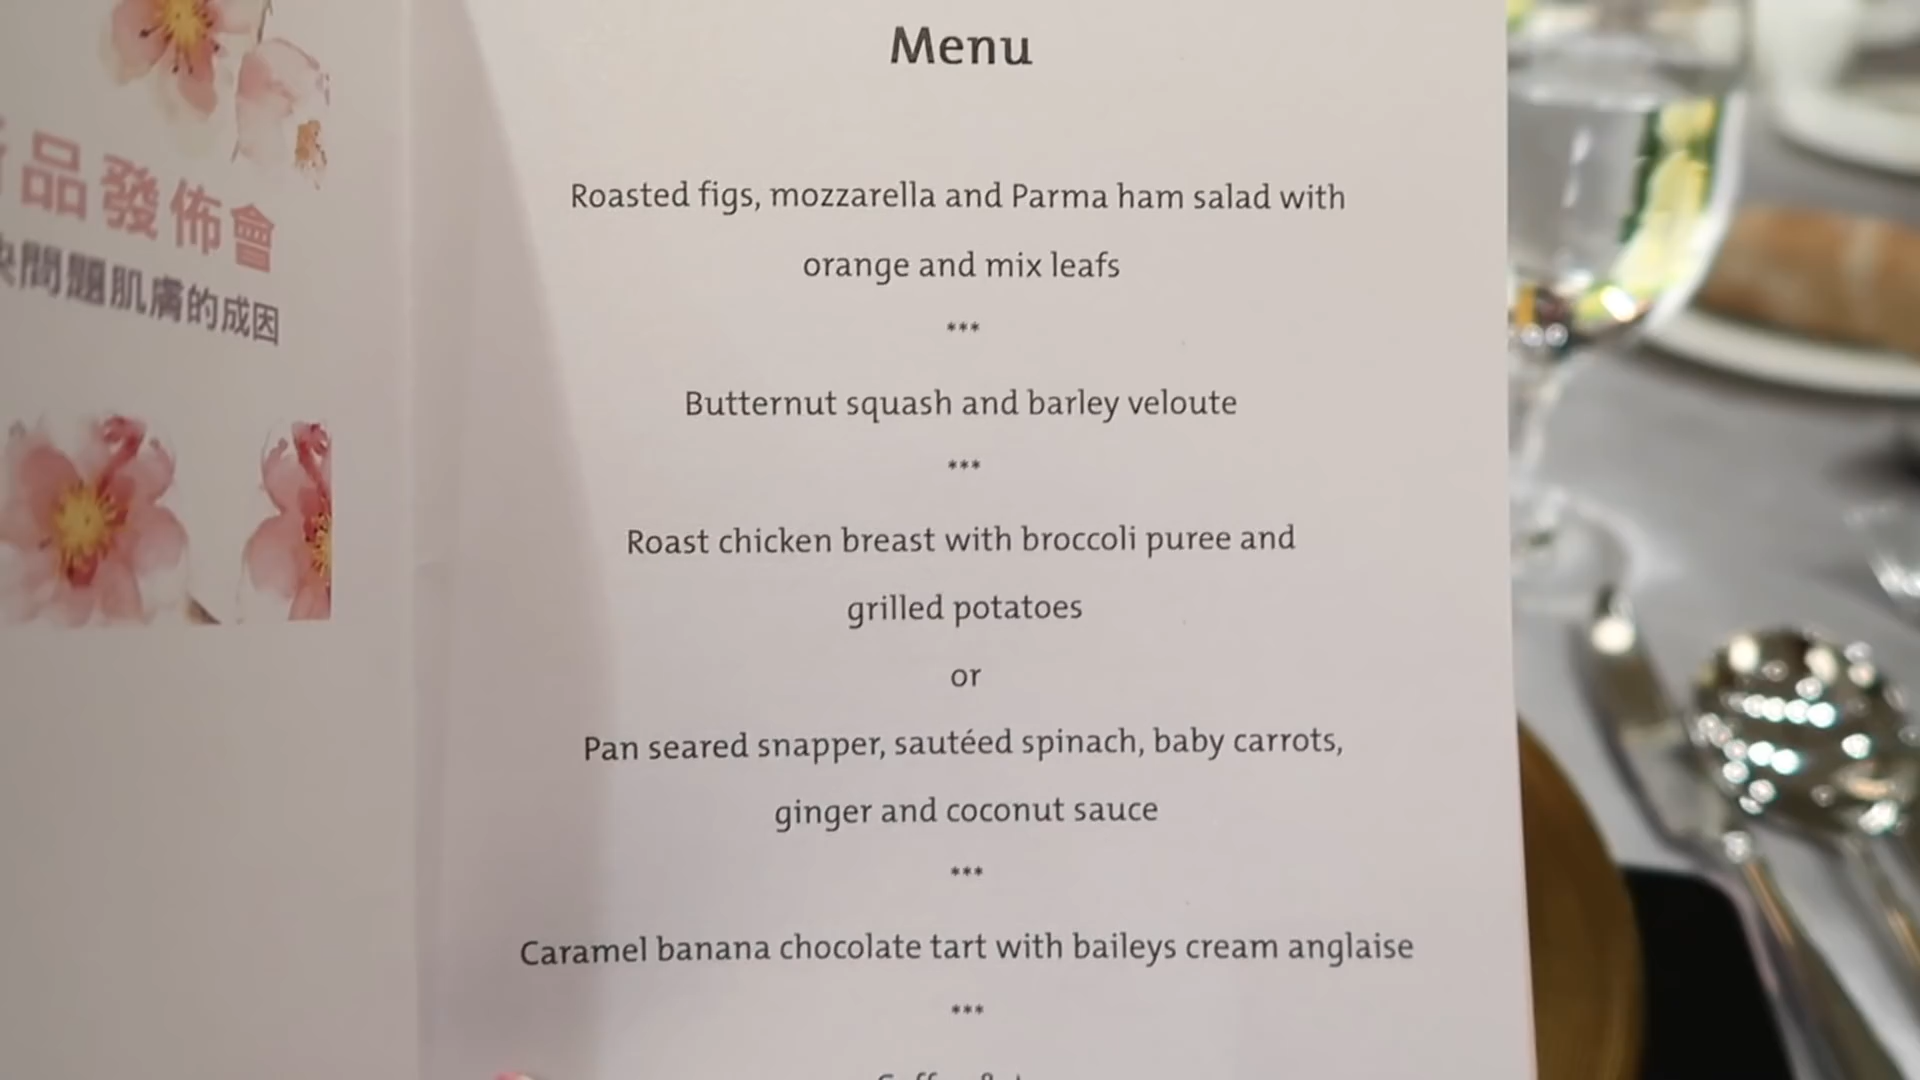 品發佈會
問題肌膚的成因
Menu
Roasted figs, mozzarella and Parma ham salad with
orange and mix leafs
***
Butternut squash and barley veloute
***
Roast chicken breast with broccoli puree and
grilled potatoes
or
Pan seared snapper, sautéed spinach, baby carrots,
ginger and coconut sauce
***
Caramel banana chocolate tart with baileys cream anglaise
***